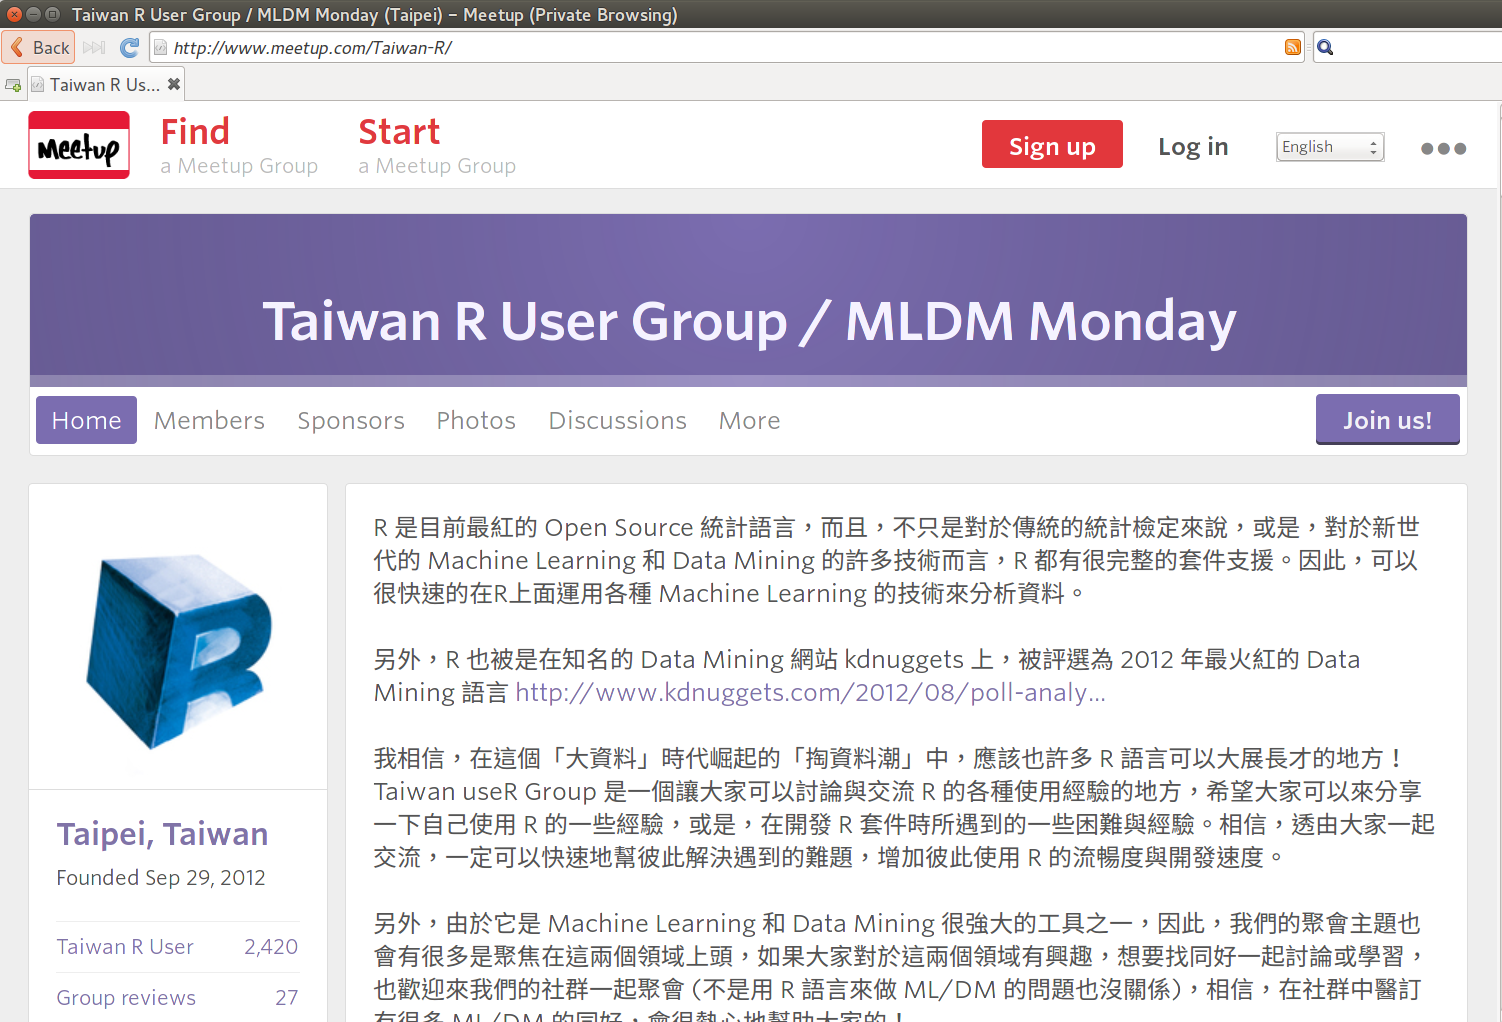 Taiwan R User Group / MLDM Monday (Taipei) – Meetup (Private Browsing)
Back
http://www.meetup.com/Taiwan-R/
Taiwan R Us...
Meetup
Find
a Meetup Group
Start
a Meetup Group
Sign up
Log in
English
Taiwan R User Group / MLDM Monday
Home
Members
Sponsors
Photos
Discussions
More
Join us!
R
Taipei, Taiwan
Founded Sep 29, 2012
Taiwan R User 2,420
Group reviews 27
R 是目前最紅的 Open Source 統計語言，而且，不只是對於傳統的統計檢定來說，或是，對於新世
代的 Machine Learning 和 Data Mining 的許多技術而言，R 都有很完整的套件支援。因此，可以
很快速的在R上面運用各種 Machine Learning 的技術來分析資料。
另外，R 也被是在知名的 Data Mining 網站 kdnuggets 上，被評選為 2012 年最火紅的 Data
Mining 語言 http://www.kdnuggets.com/2012/08/poll-analy...
我相信，在這個「大資料」時代崛起的「掏資料潮」中，應該也許多 R 語言可以大展長才的地方！
Taiwan useR Group 是一個讓大家可以討論與交流 R 的各種使用經驗的地方，希望大家可以來分享
一下自己使用 R 的一些經驗，或是，在開發 R 套件時所遇到的一些困難與經驗。相信，透由大家一起
交流，一定可以快速地幫彼此解決遇到的難題，增加彼此使用 R 的流暢度與開發速度。
另外，由於它是 Machine Learning 和 Data Mining 很強大的工具之一，因此，我們的聚會主題也
會有很多是聚焦在這兩個領域上頭，如果大家對於這兩個領域有興趣，想要找同好一起討論或學習，
也歡迎來我們的社群一起聚會 (不是用 R 語言來做 ML/DM 的問題也沒關係)，相信，在社群中醫訂
有很多 ML/DM 的同好，會很熱心地幫助大家的！